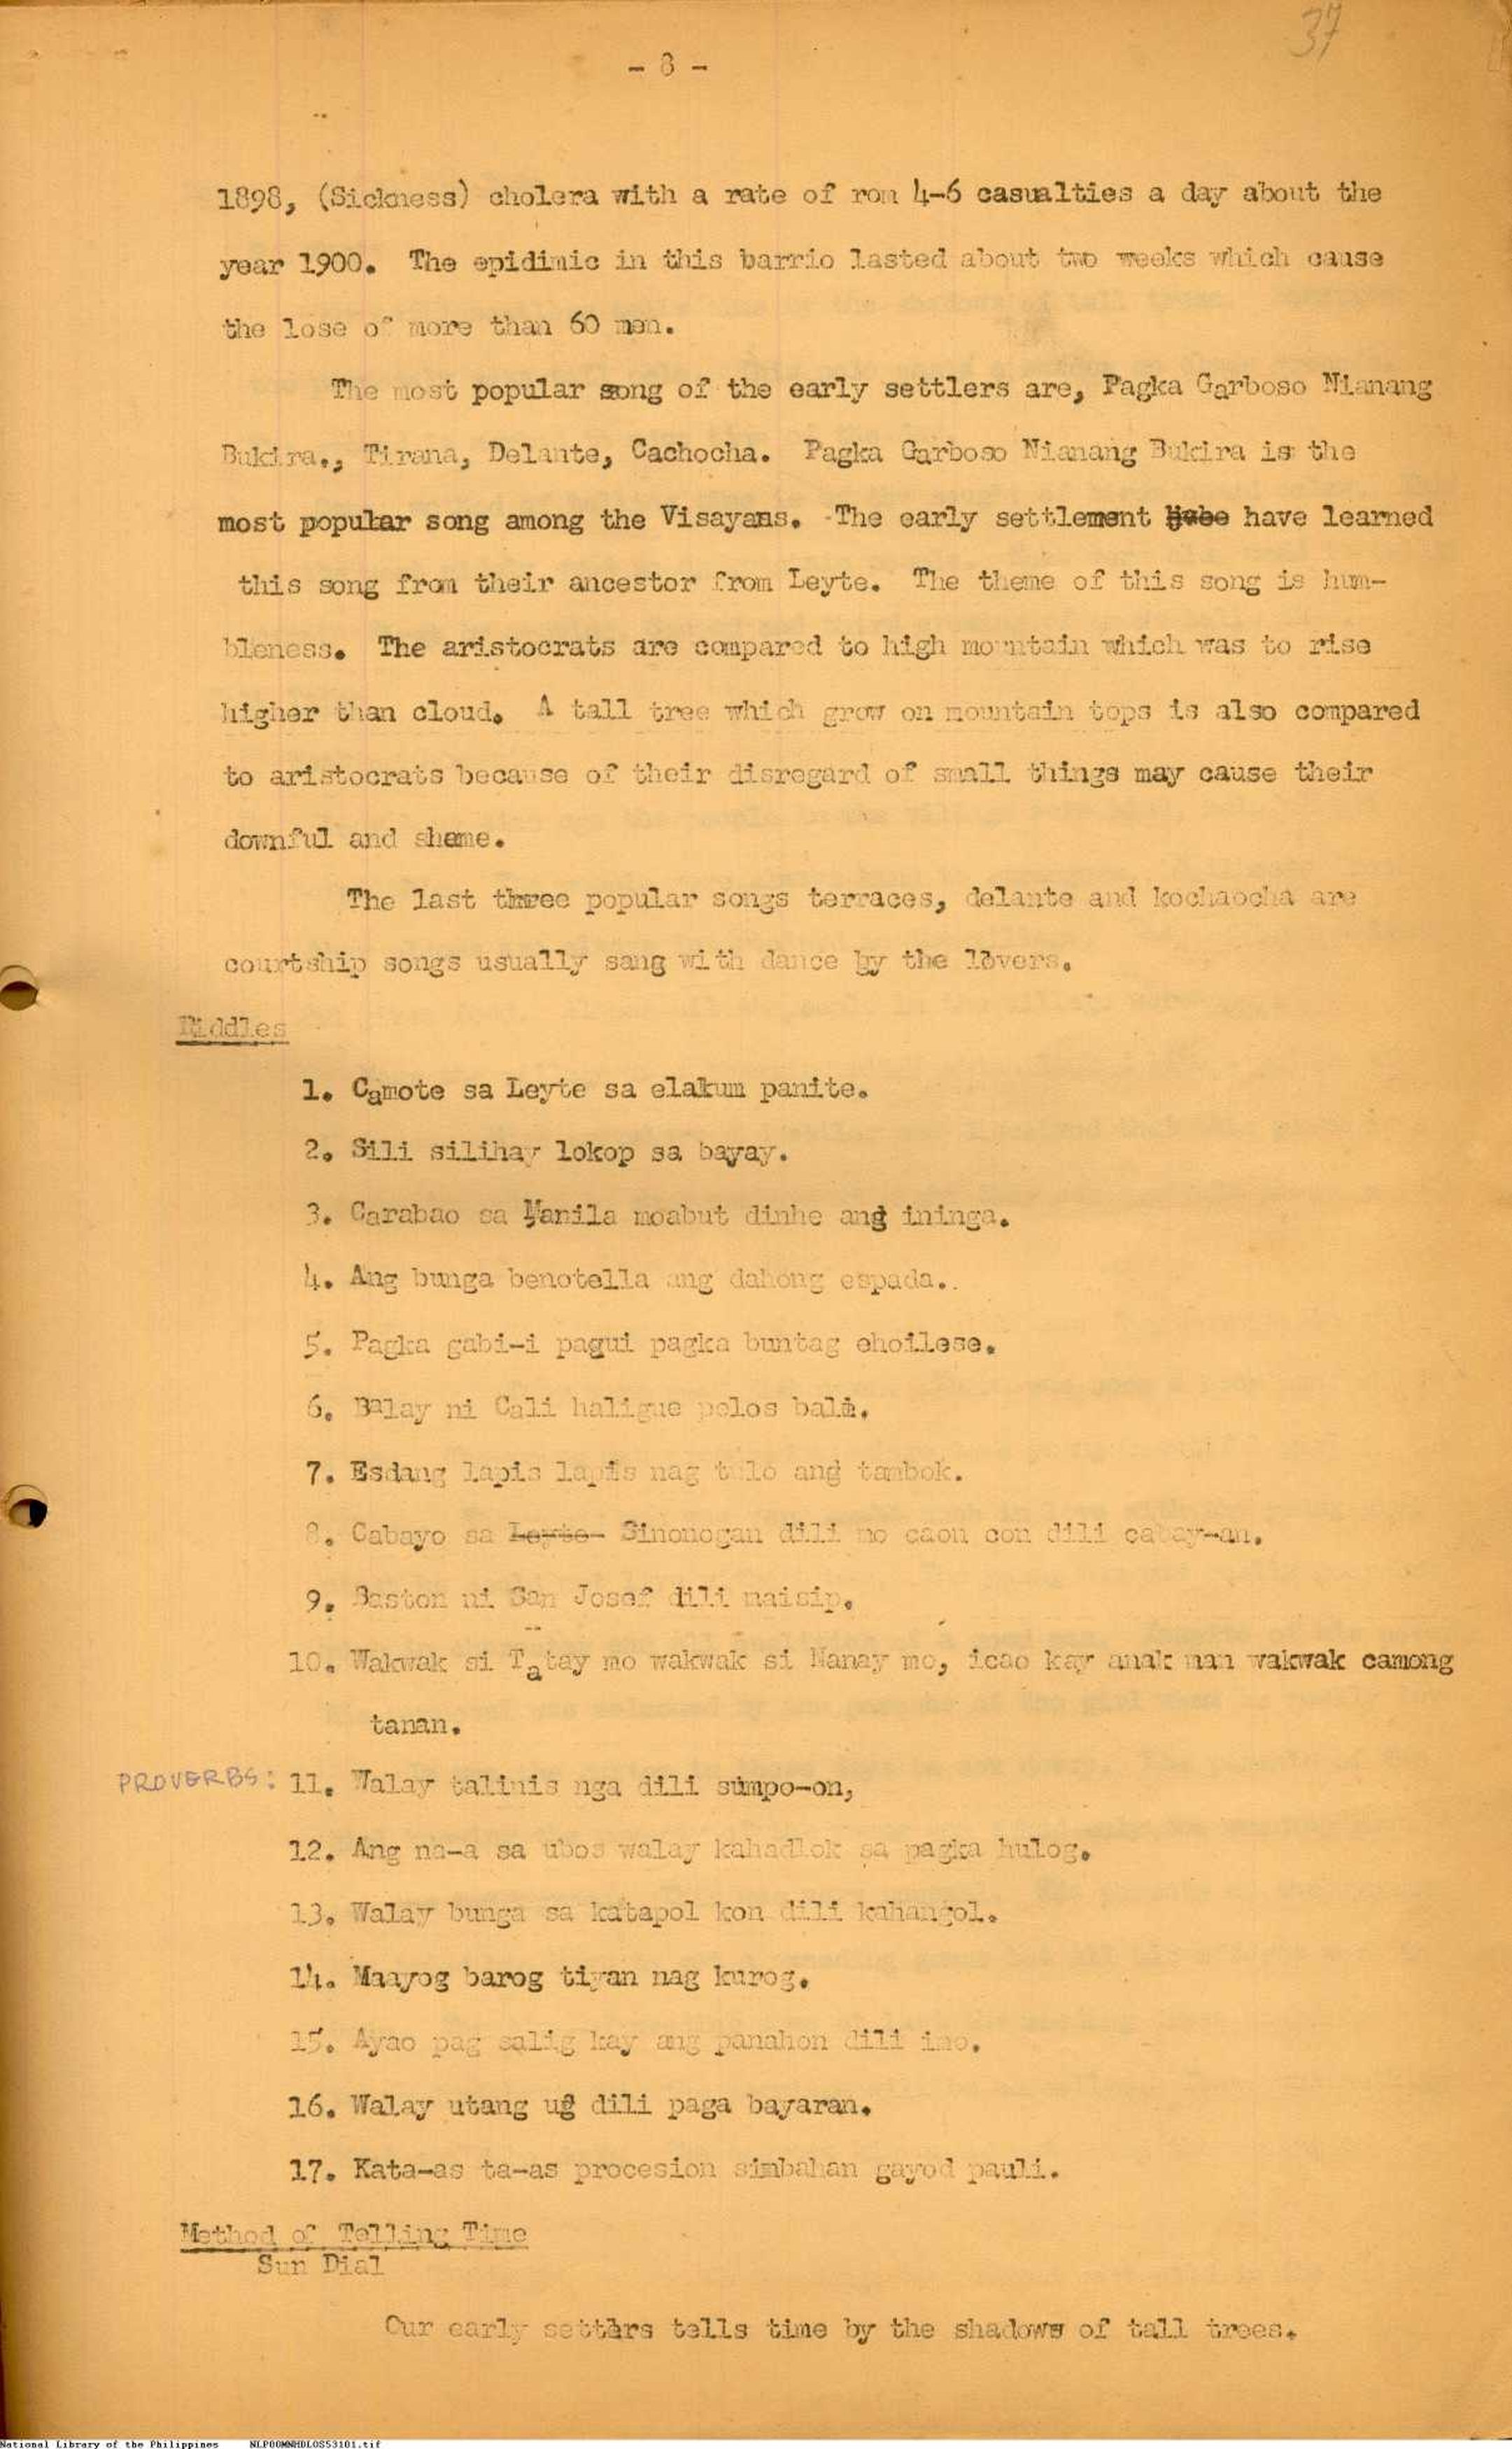 37
- 8 -
1898, (Sickness) cholera with a rate of rom 4-6 casualties a day about the
year 1900. The epidimic in this barrio lasted about two weeks which cause
the lose of more than 60 men.
The most popular song of the early settlers are, Pagka Garboso Nianang
Bukira., Tirana, Delante, Cachocha. Pagka Garboso Nianang Bukira is the
most popular song among the Visayans. The early settlement have learned
this song from their ancestor from Leyte. The theme of this song is hum-
bleness. The aristocrats are compared to high mountain which was to rise
higher than cloud. A tall tree which grow on mountain tops is also compared
to aristocrats because of their disregard of small things may cause their
downful and shame.
The last three popular songs terraces, delante and kochaocha are
courtship songs usually sang with dance by the lovers.
Riddles
1. Camote sa Leyte sa elakum panite.
2. Sili silihay lokop sa bayay.
3. Carabao sa Manila moabut dinhe ang ininga.
4. Ang bunga benotella ang dahong espada..
5. Pagka gabi-i pagui pagka buntag ehoilese.
6. Balay ni Cali haligue polos bali.
7. Esdang lapis lapis nag tulo ang tambok.
8. Cabayo sa Leyte- Sinonogan dili mo caon con dili cabay-an.
9. Baston ni San Josef dili maisip.
10. Wakwak si Tatay mo wakwak si Nanay mo, icao kay anak man wakwak camong
tanan.
PROVERBS: 11. Walay talinis nga dili sumpo-on,
12. Ang na-a sa ubos walay kahadlok sa pagka hulog.
13. Walay bunga sa katapol kon dili kahangol.
14. Maayog barog tiyan nag kurog.
15. Ayao pag salig kay ang panahon dili imo.
16. Walay utang ug dili paga bayaran.
17. Kata-as ta-as procesion simbahan gayod pauli.
Method of Telling Time
Sun Dial
Our early settlrs tells time by the shadows of tall trees.
National Library of the Philippines NLP00MNHDLOS53101.tif